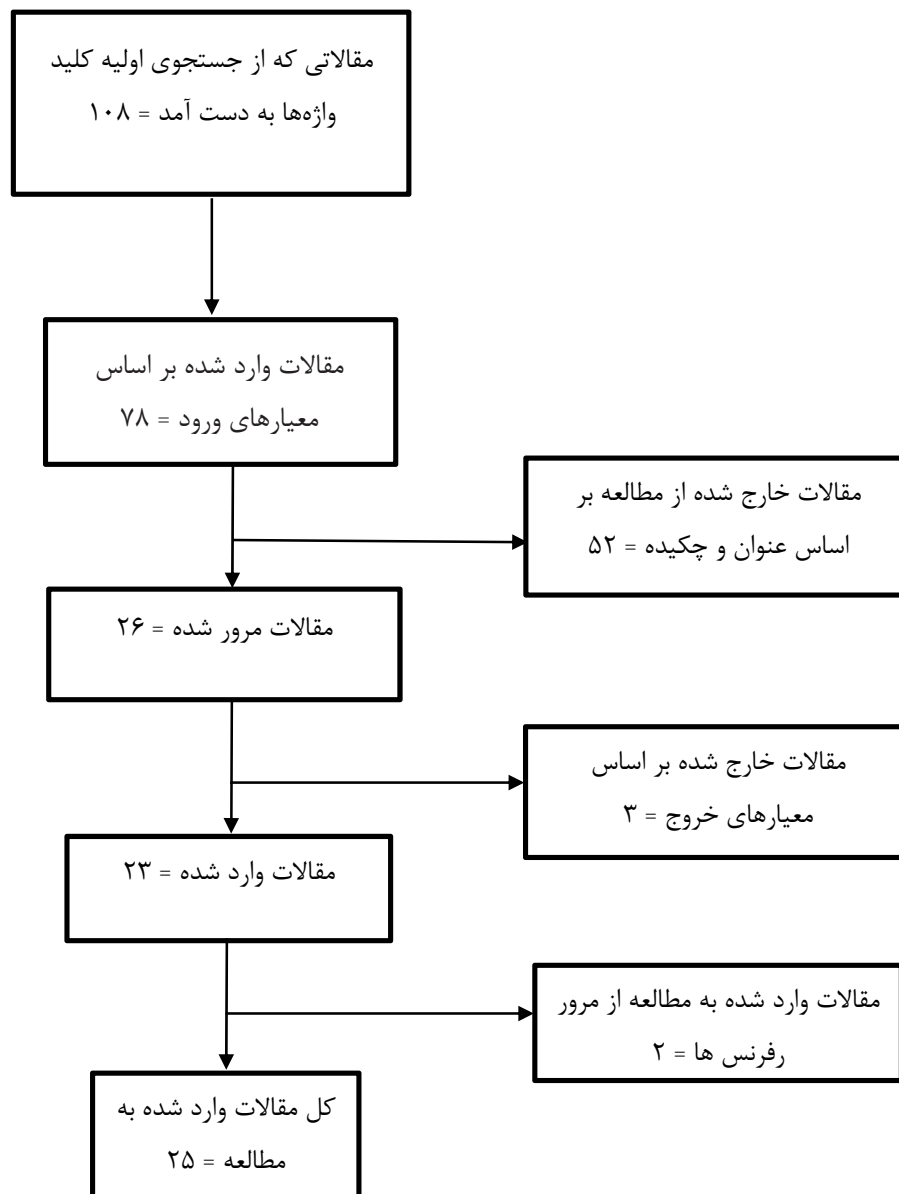 مقالاتی که از جستجوی اولیه کلید
واژه‌ها به دست آمد = ۱۰۸
مقالات وارد شده بر اساس
معیارهای ورود = ۷۸
مقالات خارج شده از مطالعه بر
اساس عنوان و چکیده = ۵۲
مقالات مرور شده = ۲۶
مقالات خارج شده بر اساس
معیارهای خروج = ۳
مقالات وارد شده = ۲۳
مقالات وارد شده به مطالعه از مرور
رفرنس ها = ۲
کل مقالات وارد شده به
مطالعه = ۲۵